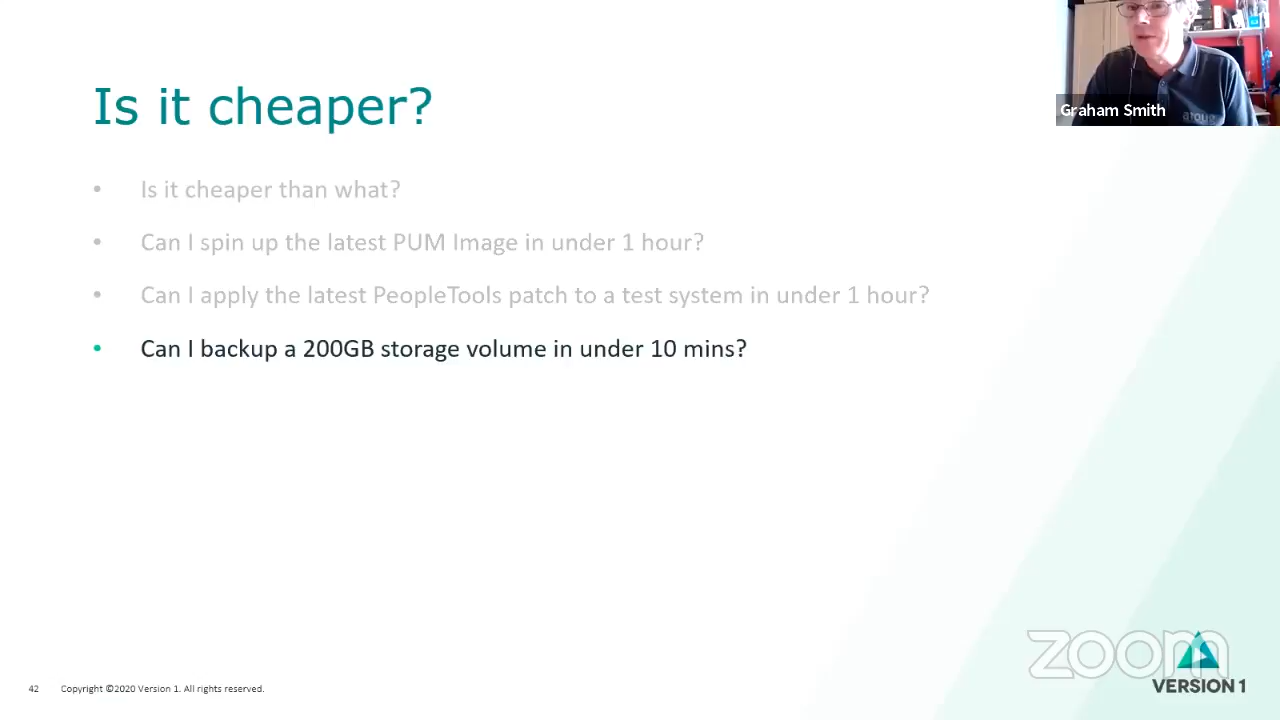 Is it cheaper?
Graham Smith
• Is it cheaper than what?
• Can I spin up the latest PUM Image in under 1 hour?
• Can I apply the latest PeopleTools patch to a test system in under 1 hour?
• Can I backup a 200GB storage volume in under 10 mins?
zoom
VERSION 1
42 Copyright ©2020 Version 1. All rights reserved.